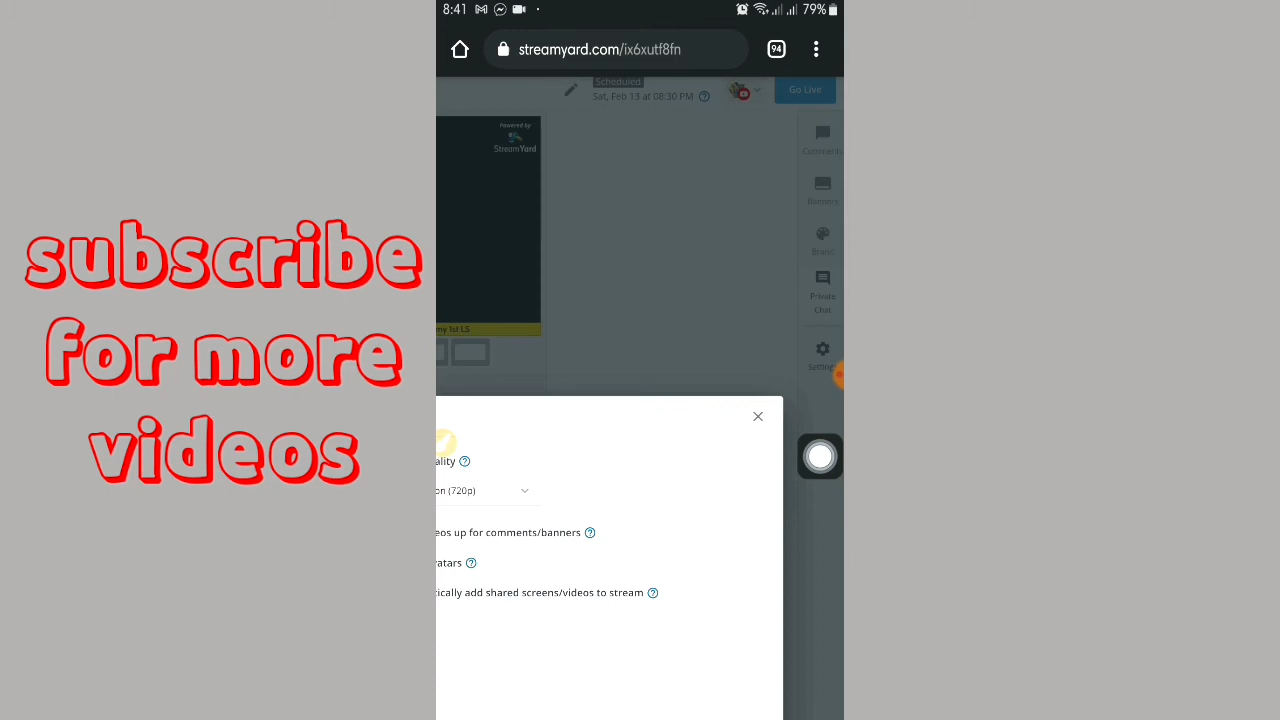 8:41
79%
streamyard.com/ix6xutf8fn
94
Scheduled
Sat, Feb 13 at 08:30 PM
Go Live
Powered by
StreamYard
Comments
Banners
Brand
Private
Chat
Settings
my 1st LS
subscribe
for more
videos
ality
on (720p)
eos up for comments/banners
vatars
tically add shared screens/videos to stream